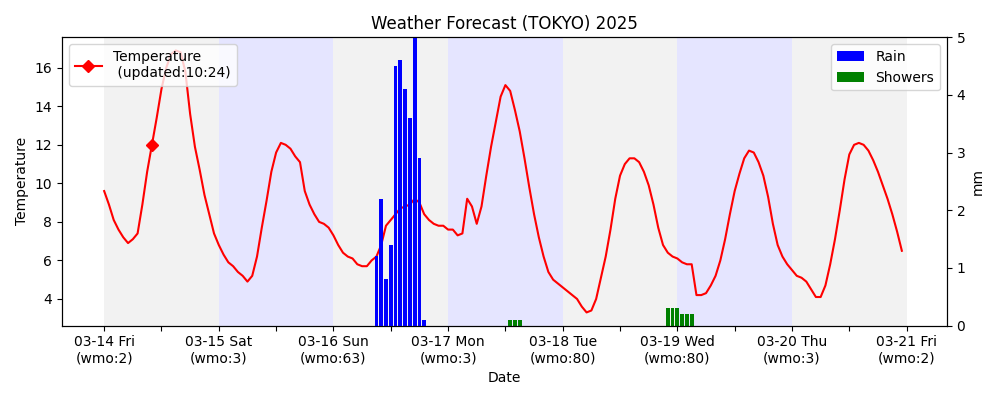 Weather Forecast (TOKYO) 2025
Temperature
(updated:10:24)
Rain
Showers
Temperature
16
14
12
10
8
6
4
5
4
3
2
1
0
mm
03-14 Fri
(wmo:2)
03-15 Sat
(wmo:3)
03-16 Sun
(wmo:63)
03-17 Mon
(wmo:3)
03-18 Tue
(wmo:80)
03-19 Wed
(wmo:80)
03-20 Thu
(wmo:3)
03-21 Fri
(wmo:2)
Date